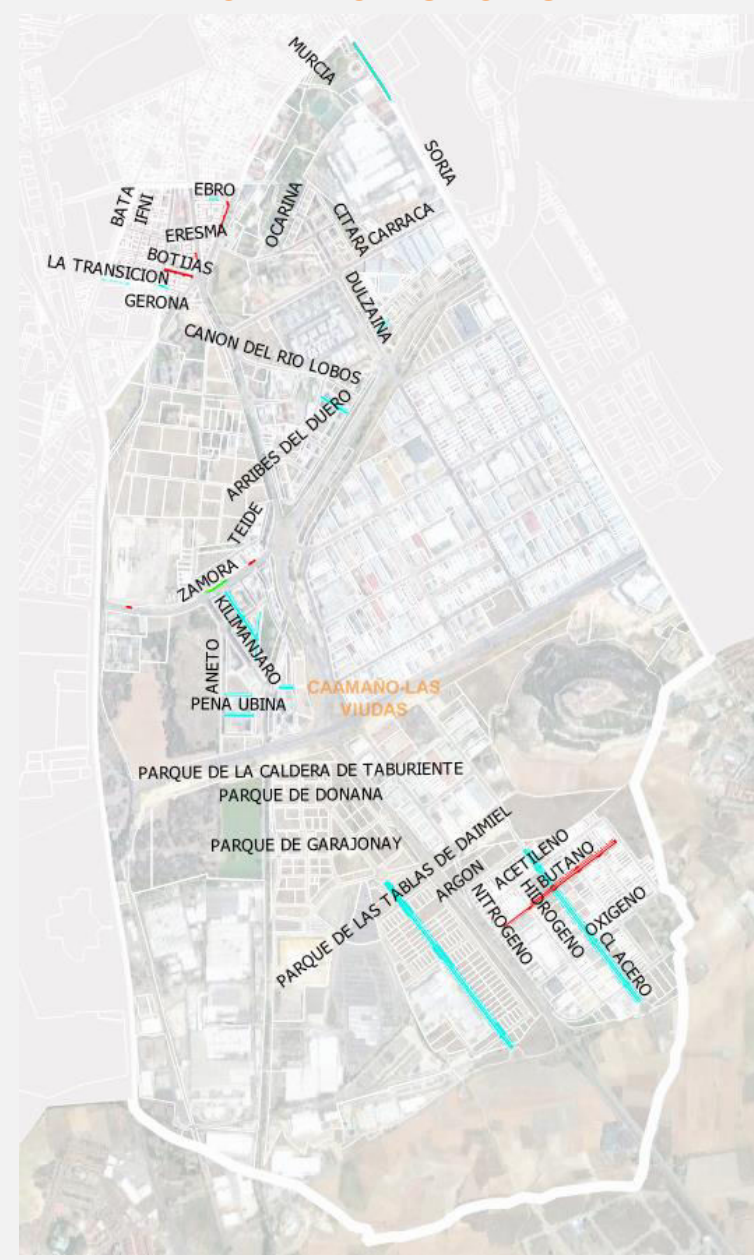 MURCIA
SORIA
EBRO
BATA
IFNI
OCARINA
CITARA
CARRACA
ERESMA
BOTIJAS
LA TRANSICION
GERONA
DULZAINA
CANON DEL RIO LOBOS
ARRIBES DEL DUERO
TEIDE
ZAMORA
KILIMANJARO
ANETO
CAAMAÑO-LAS
VIUDAS
PENA UBINA
PARQUE DE LA CALDERA DE TABURIENTE
PARQUE DE DONANA
PARQUE DE GARAJONAY
PARQUE DE LAS TABLAS DE DAIMIEL
ARGON
ACETILENO
BUTANO
HIDROGENO
NITROGENO
OXIGENO
CL ACERO